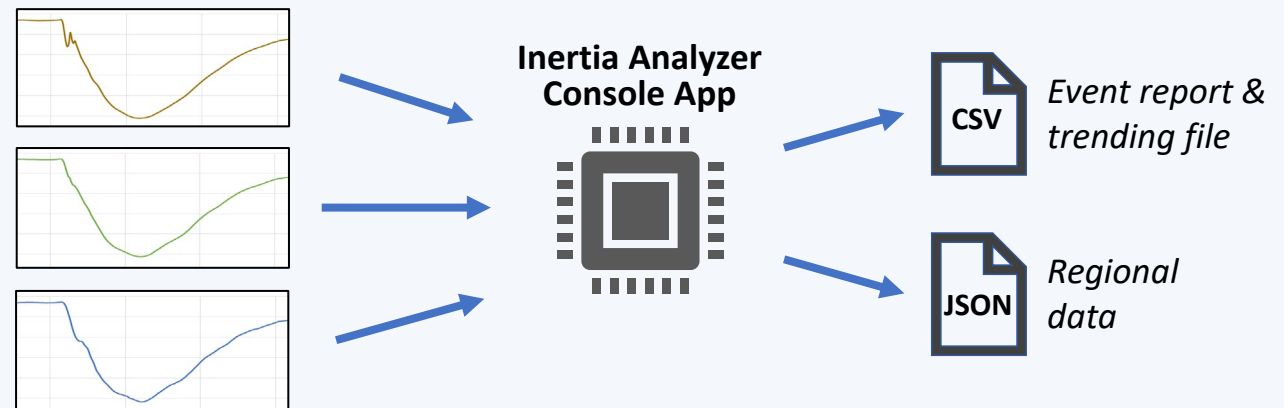 Inertia Analyzer
Console App
CSV
Event report &
trending file
JSON
Regional
data